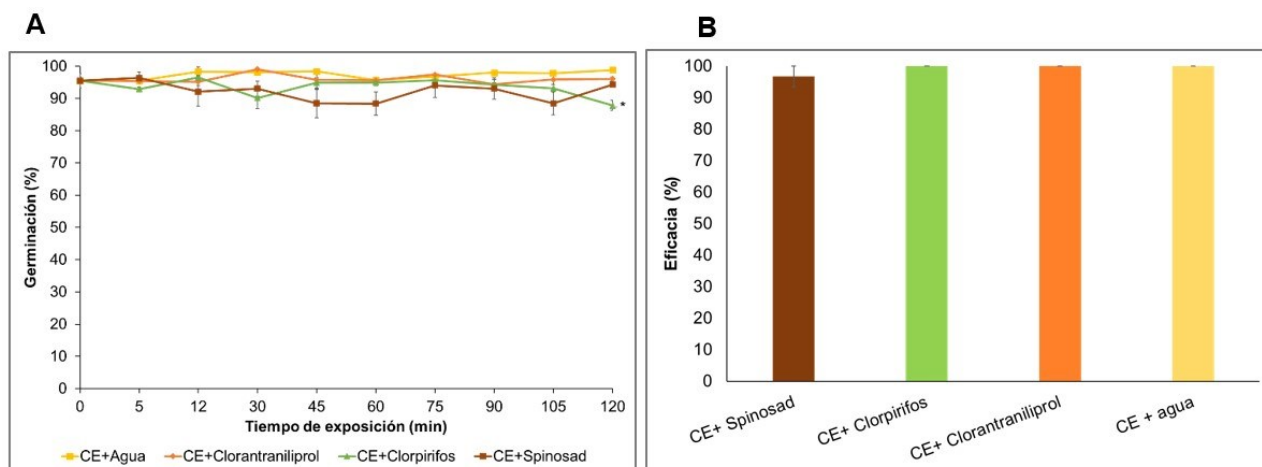 A
100
90
80
70
60
50
40
30
20
10
0
Germinación (%)
0 5 12 30 45 60 75 90 105 120
*
Tiempo de exposición (min)
CE+Agua CE+Clorantraniliprol CE+Clorpirifos CE+Spinosad
B
100
90
80
70
60
50
40
30
20
10
0
Eficacia (%)
CE+ Spinosad
CE+ Clorpirifos
CE+ Clorantraniliprol
CE + agua